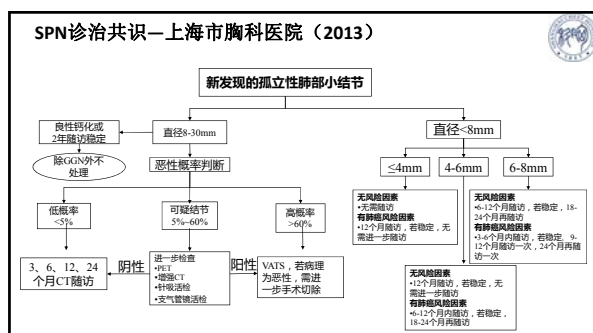 SPN诊治共识—上海市胸科医院（2013）
新发现的孤立性肺部小结节
良性钙化或
2年随访稳定
直径8-30mm
直径<8mm
除GGN外不
处理
恶性概率判断
≤4mm
4-6mm
6-8mm
低概率
<5%
可疑结节
5%–60%
高概率
>60%
无风险因素
•无需随访
有肺癌风险因素
•12个月随访，若稳定，无
需进一步随访
无风险因素
•6-12个月随访，若稳定，18-
24个月再随访
有肺癌风险因素
•3-6个月内随访，若稳定，9-
12个月随访一次，24个月再随
访一次
3、6、12、24
个月CT随访
阴性
进一步检查
•PET
•增强CT
•针吸活检
•支气管镜活检
阳性
VATS，若病理
为恶性，需进
一步手术切除
无风险因素
•12个月随访，若稳定，无
需进一步随访
有肺癌风险因素
•6-12个月内随访，若稳定，
18-24个月再随访